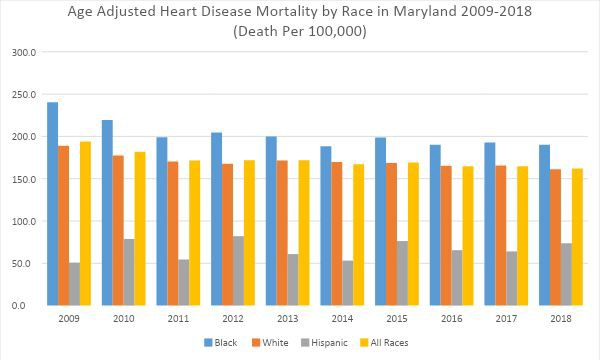 Age Adjusted Heart Disease Mortality by Race in Maryland 2009-2018
(Death Per 100,000)
300.0
250.0
200.0
150.0
100.0
50.0
0.0
2009 2010 2011 2012 2013 2014 2015 2016 2017 2018
Black White Hispanic All Races